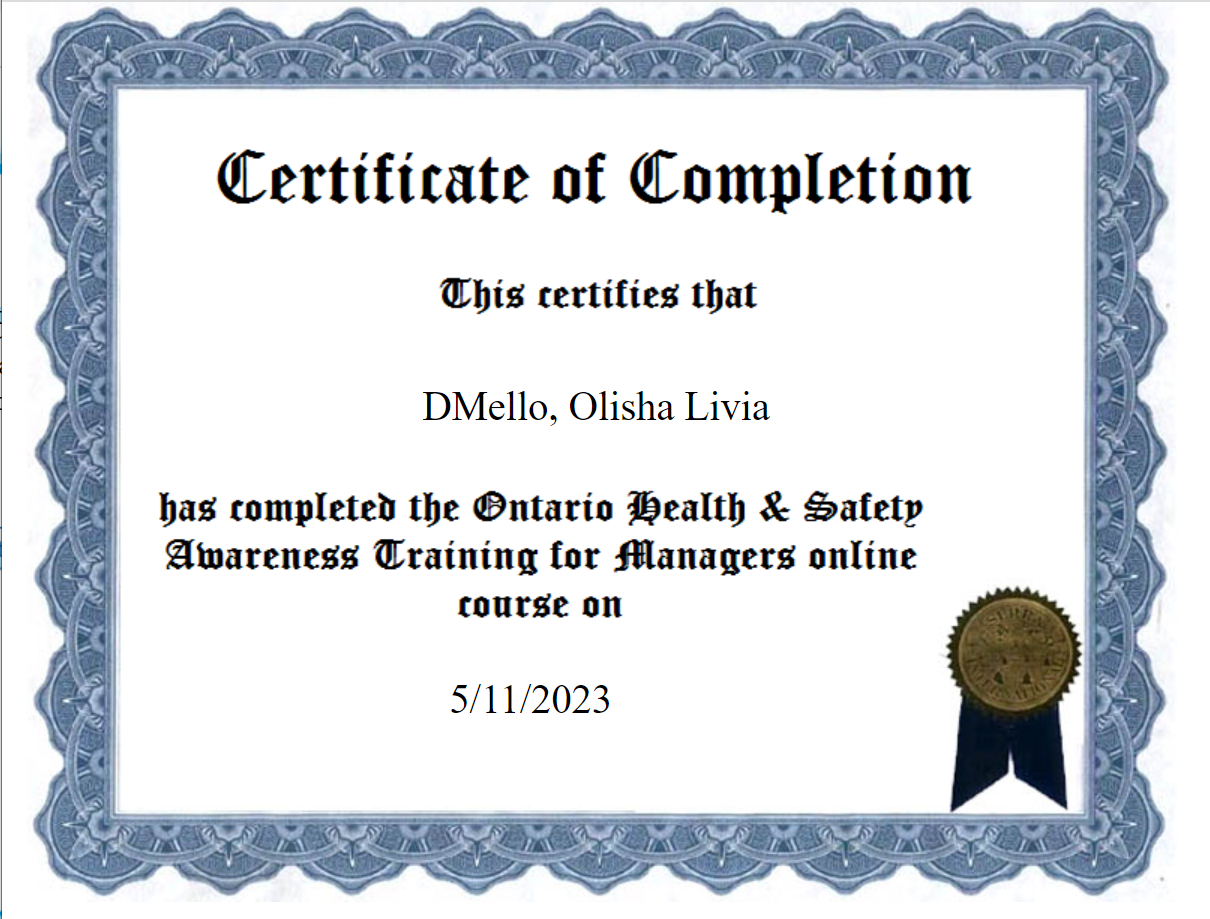 Certificate of Completion
This certifies that
DMello, Olisha Livia
has completed the Ontario Health & Safety
Awareness Training for Managers online
course on
5/11/2023